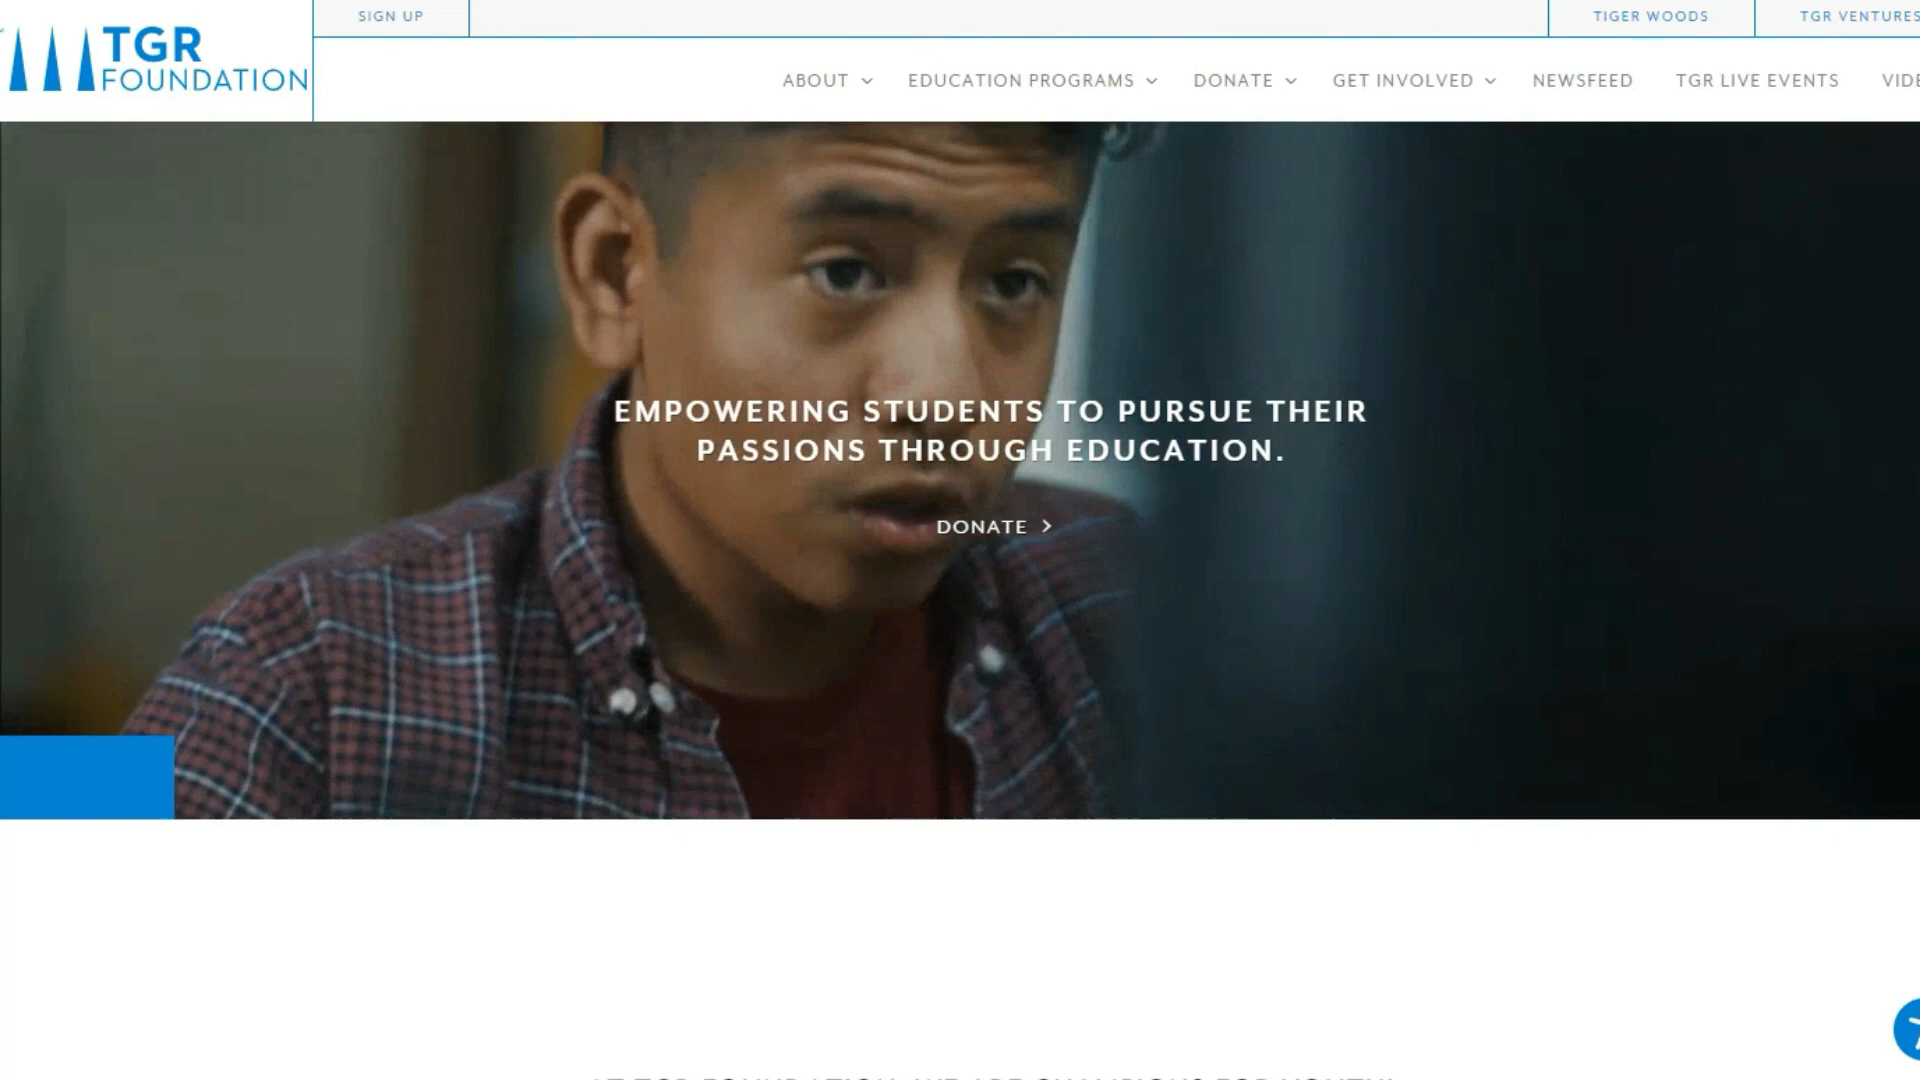 SIGN UP
TIGER WOODS
TGR VENTURES
TGR
FOUNDATION
ABOUT
EDUCATION PROGRAMS
DONATE
GET INVOLVED
NEWSFEED
TGR LIVE EVENTS
VIDE
EMPOWERING STUDENTS TO PURSUE THEIR
PASSIONS THROUGH EDUCATION.
DONATE